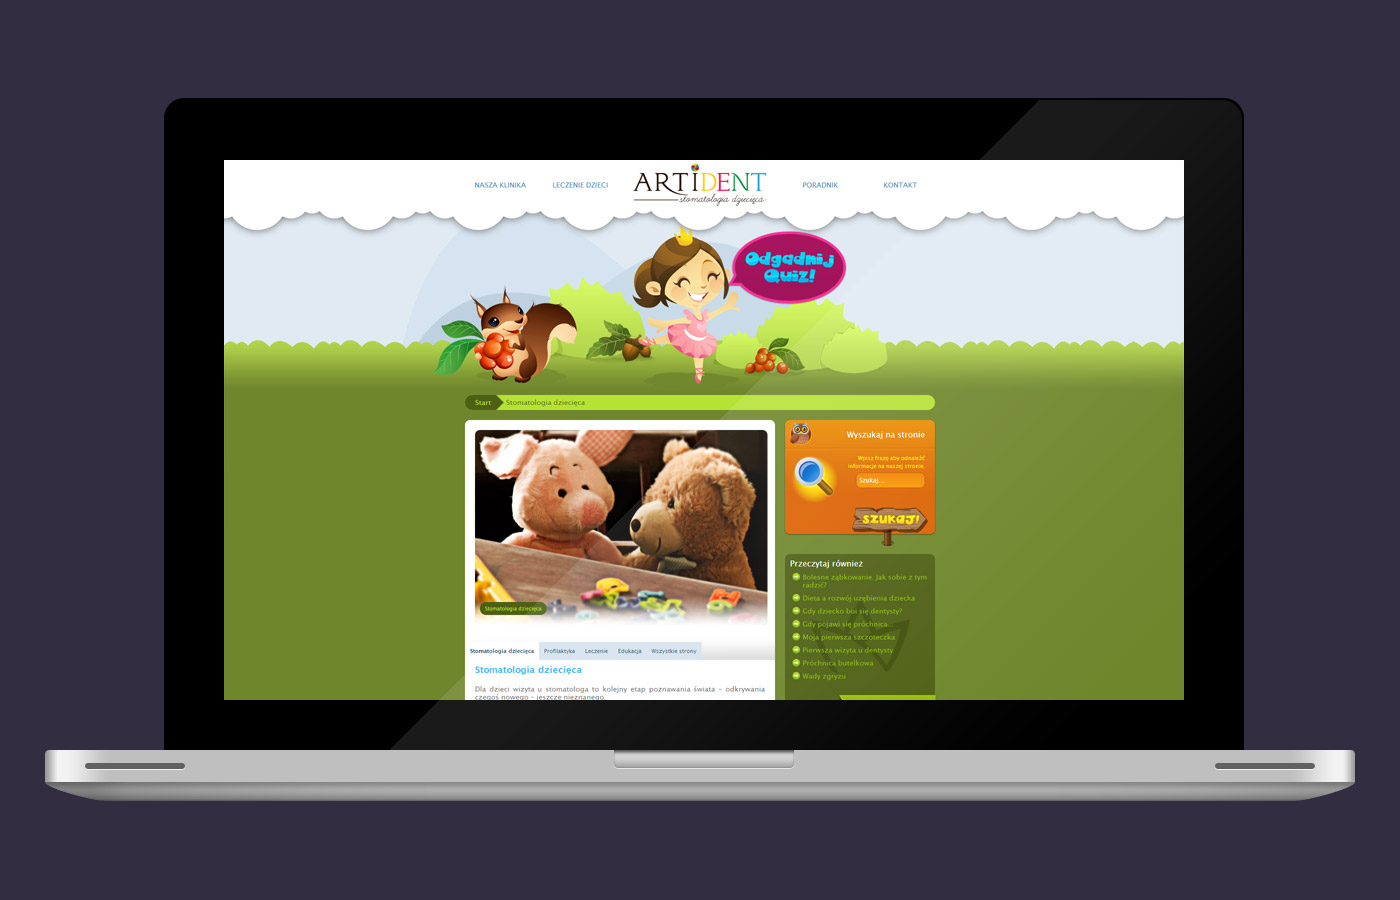 NASZA KLINIKA
LECZENIE DZIECI
ARTIDENT
stomatologia dziecięca
PORADNIK
KONTAKT
Odgadnij
Quiz!
Start
Stomatologia dziecięca
Stomatologia dziecięca
Wyszukaj na stronie
Wpisz frazę aby odnaleźć
informacje na naszej stronie.
Szukaj...
SZUKAJ!
Przeczytaj również
Bolesne ząbkowanie. Jak sobie z tym
radzić?
Dieta a rozwój uzębienia dziecka
Gdy dziecko boi się dentysty?
Gdy pojawi się próchnica...
Moja pierwsza szczoteczka
Pierwsza wizyta u dentysty
Próchnica butelkowa
Wady zgryzu
Stomatologia dziecięca
Profilaktyka
Leczenie
Edukacja
Wszystkie strony
Stomatologia dziecięca
Dla dzieci wizyta u stomatologa to kolejny etap poznawania świata - odkrywania
czegoś nowego - jeszcze nieznanego.